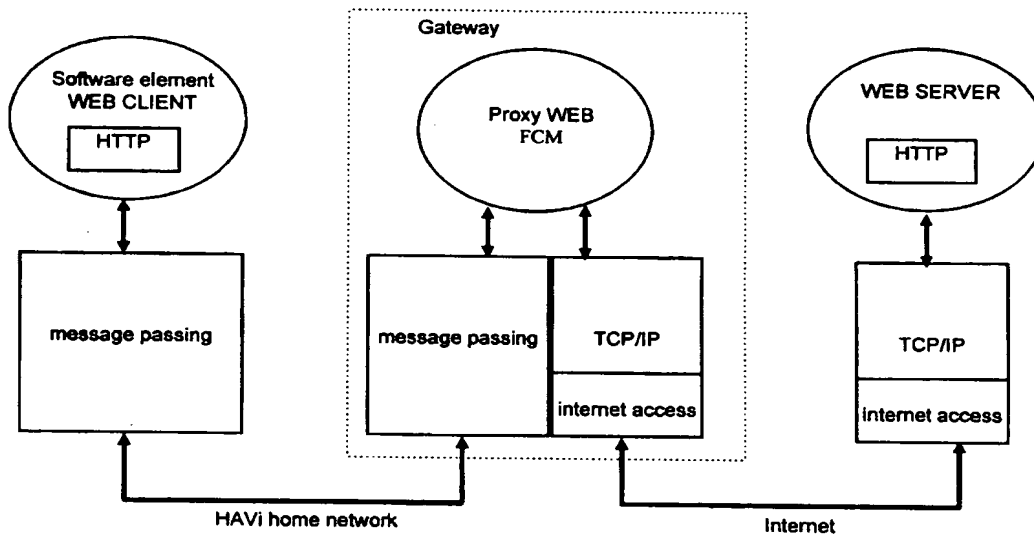 Gateway
Software element
WEB CLIENT
HTTP
Proxy WEB
FCM
WEB SERVER
HTTP
message passing
message passing
TCP/IP
internet access
TCP/IP
internet access
HAVi home network
Internet